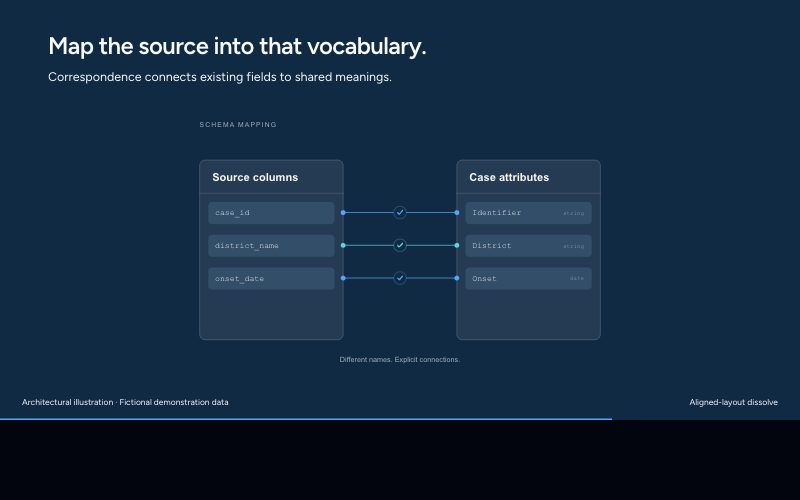 Map the source into that vocabulary.
Correspondence connects existing fields to shared meanings.
SCHEMA MAPPING
Source columns
Case attributes
case_id
Identifier string
district_name
District string
onset_date
Onset date
Different names. Explicit connections.
Architectural illustration · Fictional demonstration data
Aligned-layout dissolve